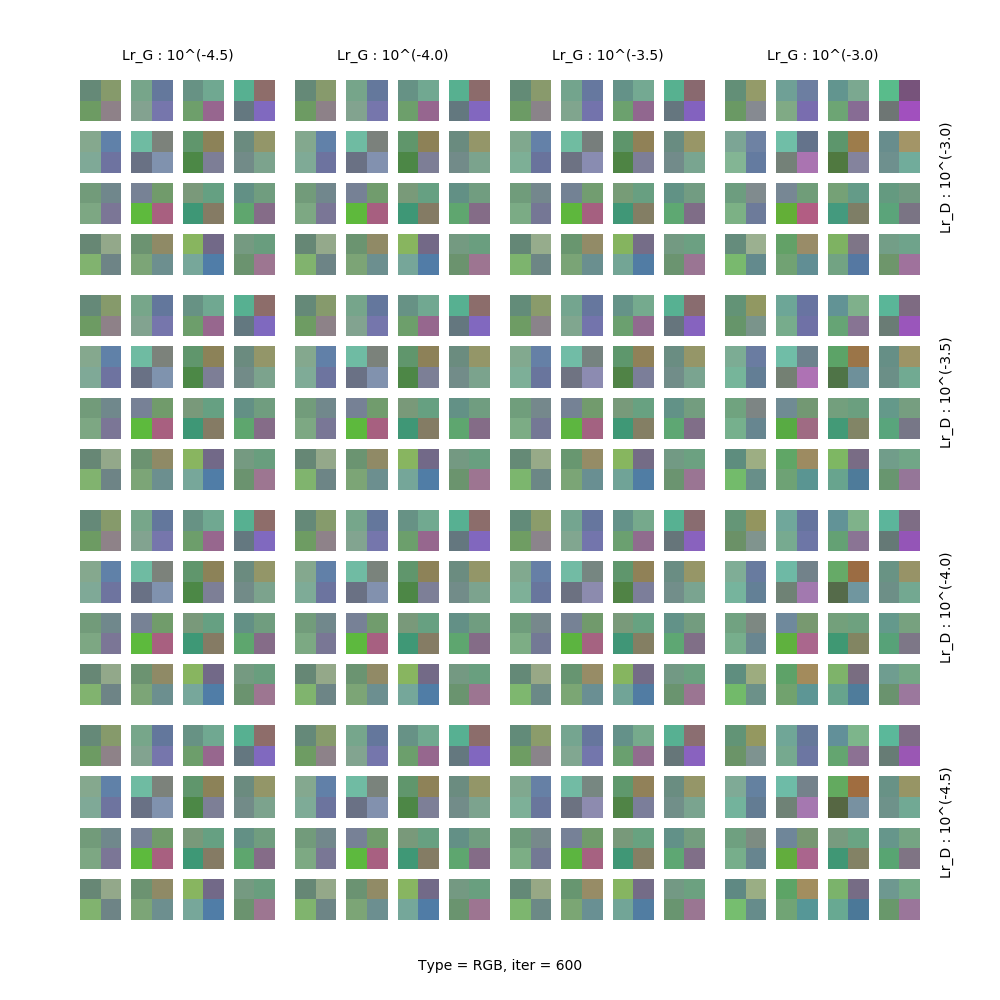 Lr_G : 10^(-4.5)
Lr_G : 10^(-4.0)
Lr_G : 10^(-3.5)
Lr_G : 10^(-3.0)
Lr_D : 10^(-3.0)
Lr_D : 10^(-3.5)
Lr_D : 10^(-4.0)
Lr_D : 10^(-4.5)
Type = RGB, iter = 600